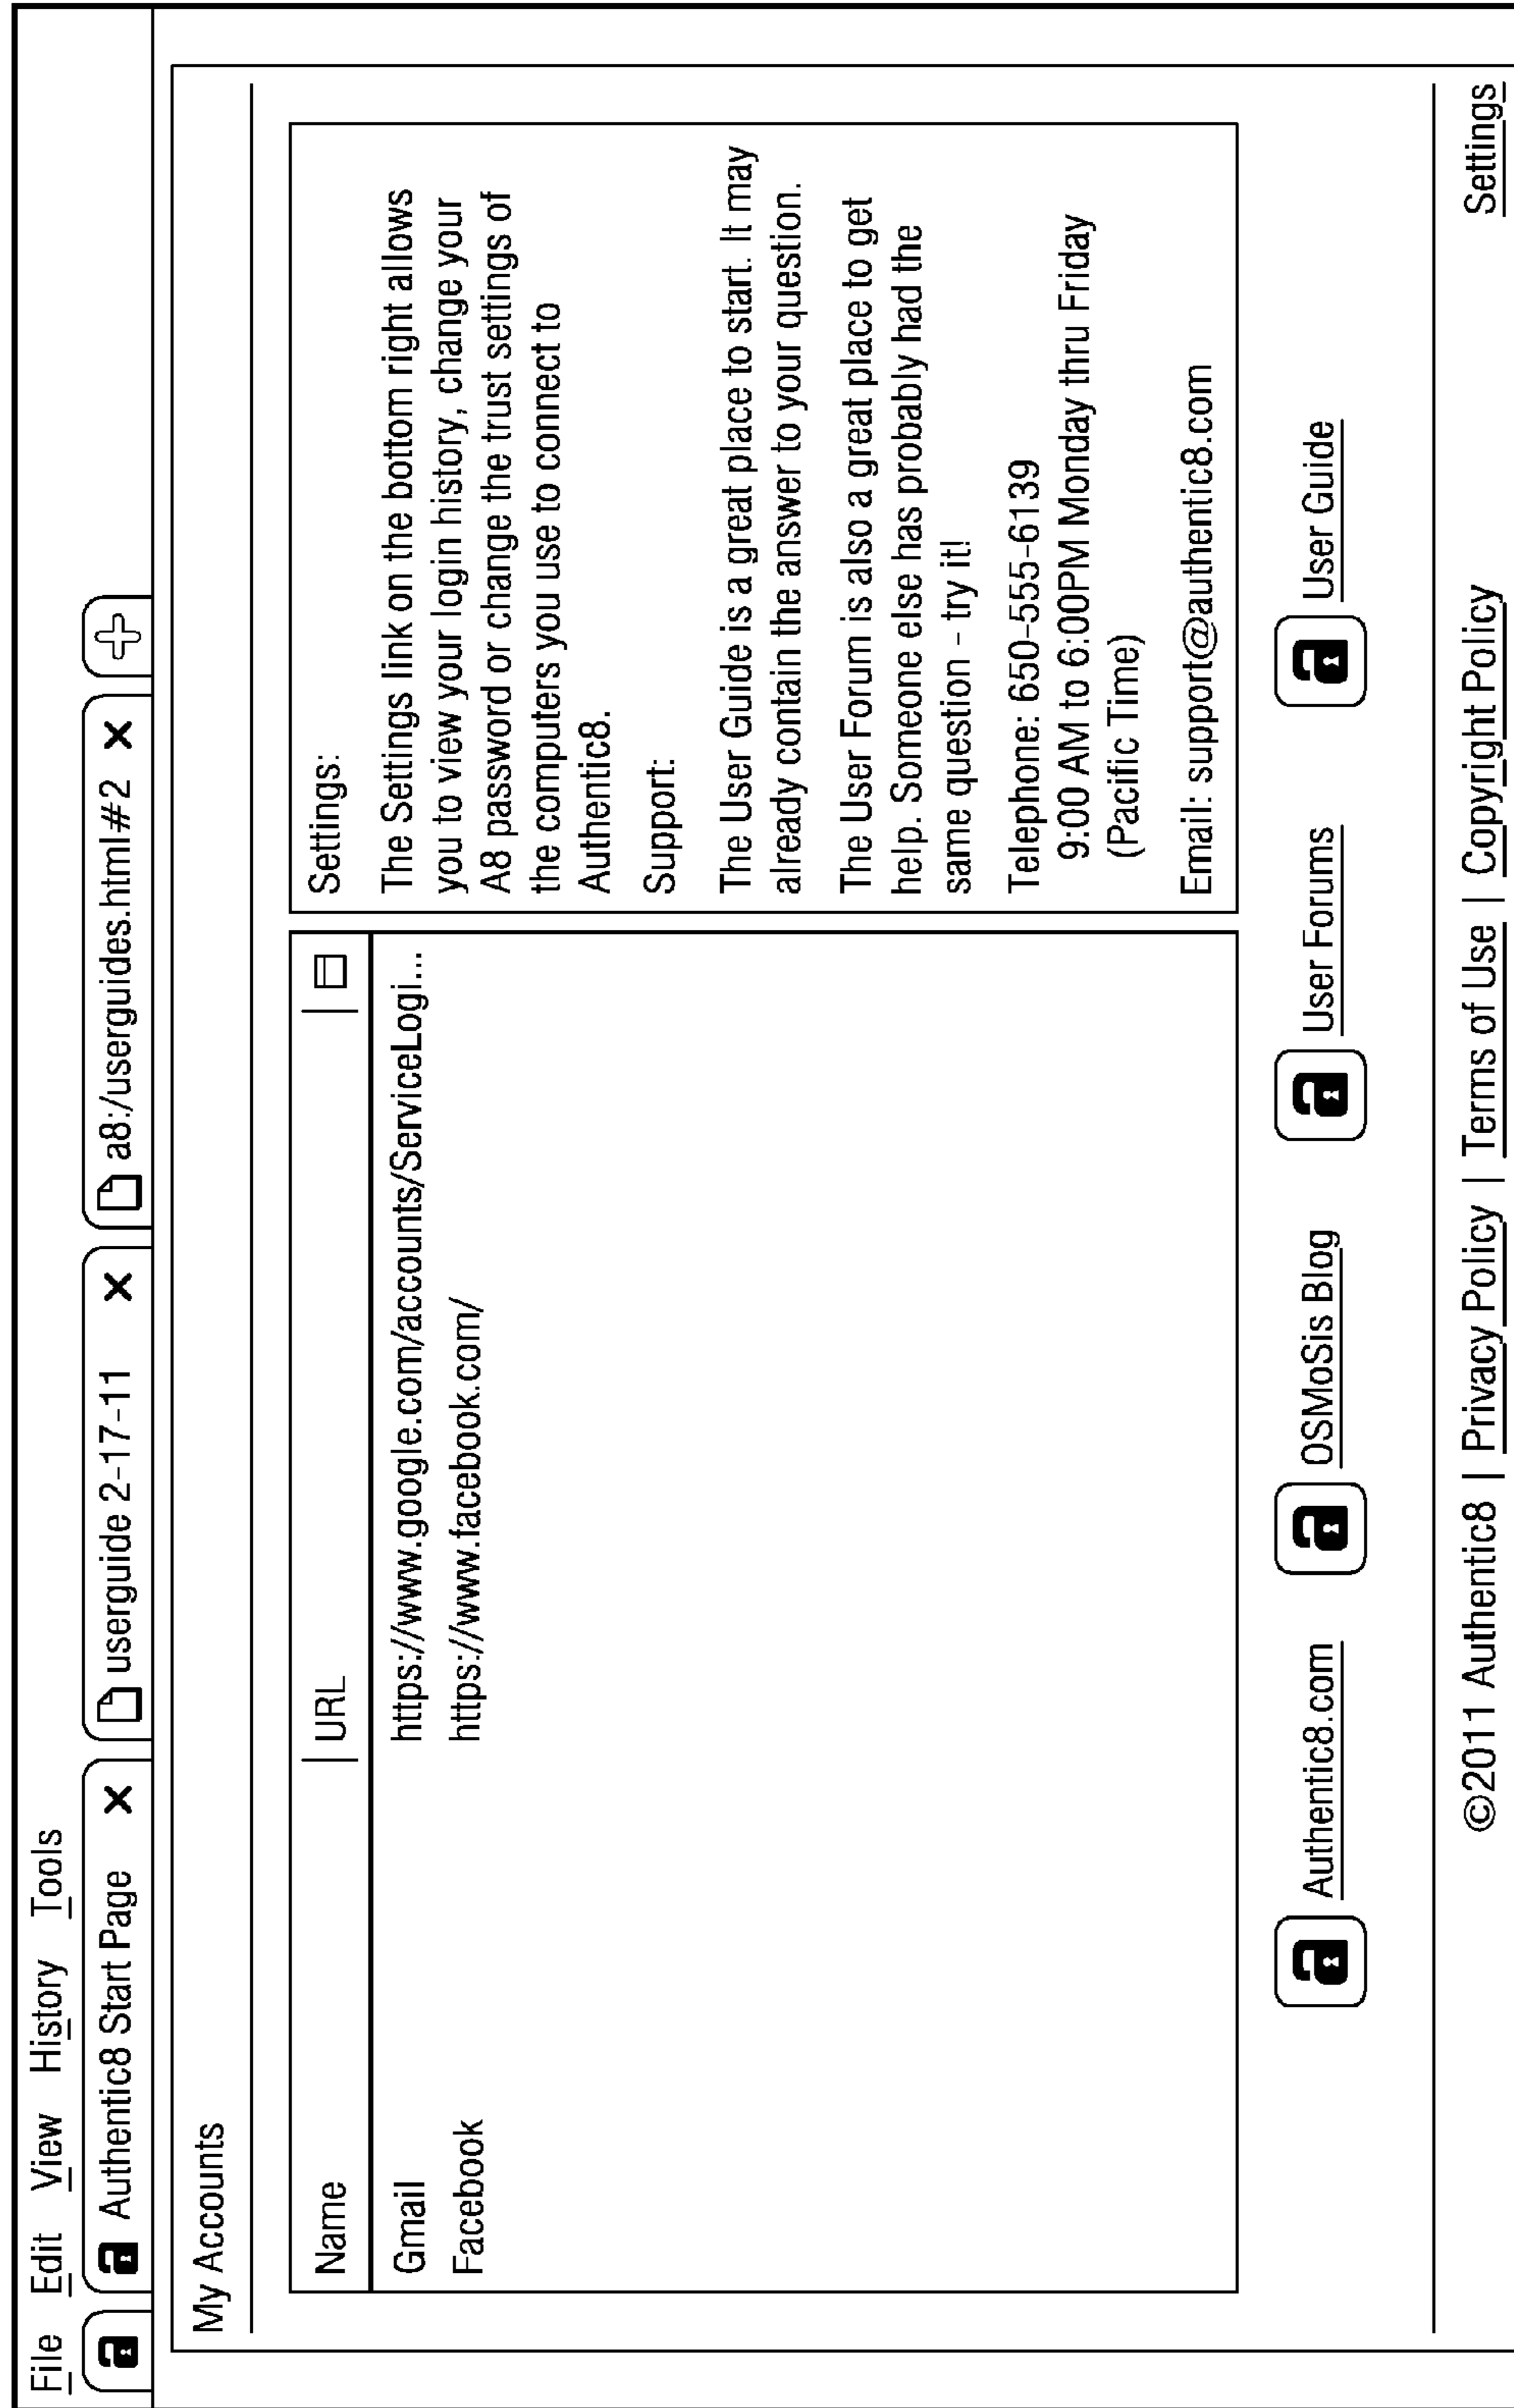 File Edit View History Tools
Authentic8 Start Page x userguide 2-17-11 x a8:/userguides.html#2 x
My Accounts
Name URL
Gmail https://www.google.com/accounts/ServiceLogi...
Facebook https://www.facebook.com/
Settings:
The Settings link on the bottom right allows
you to view your login history, change your
A8 password or change the trust settings of
the computers you use to connect to
Authentic8.
Support:
The User Guide is a great place to start. It may
already contain the answer to your question.
The User Forum is also a great place to get
help. Someone else has probably had the
same question - try it!
Telephone: 650-555-6139
9:00 AM to 6:00PM Monday thru Friday
(Pacific Time)
Email: support@authentic8.com
a Authentic8.com a OSMoSis Blog a User Forums a User Guide
©2011 Authentic8 | Privacy Policy | Terms of Use | Copyright Policy Settings